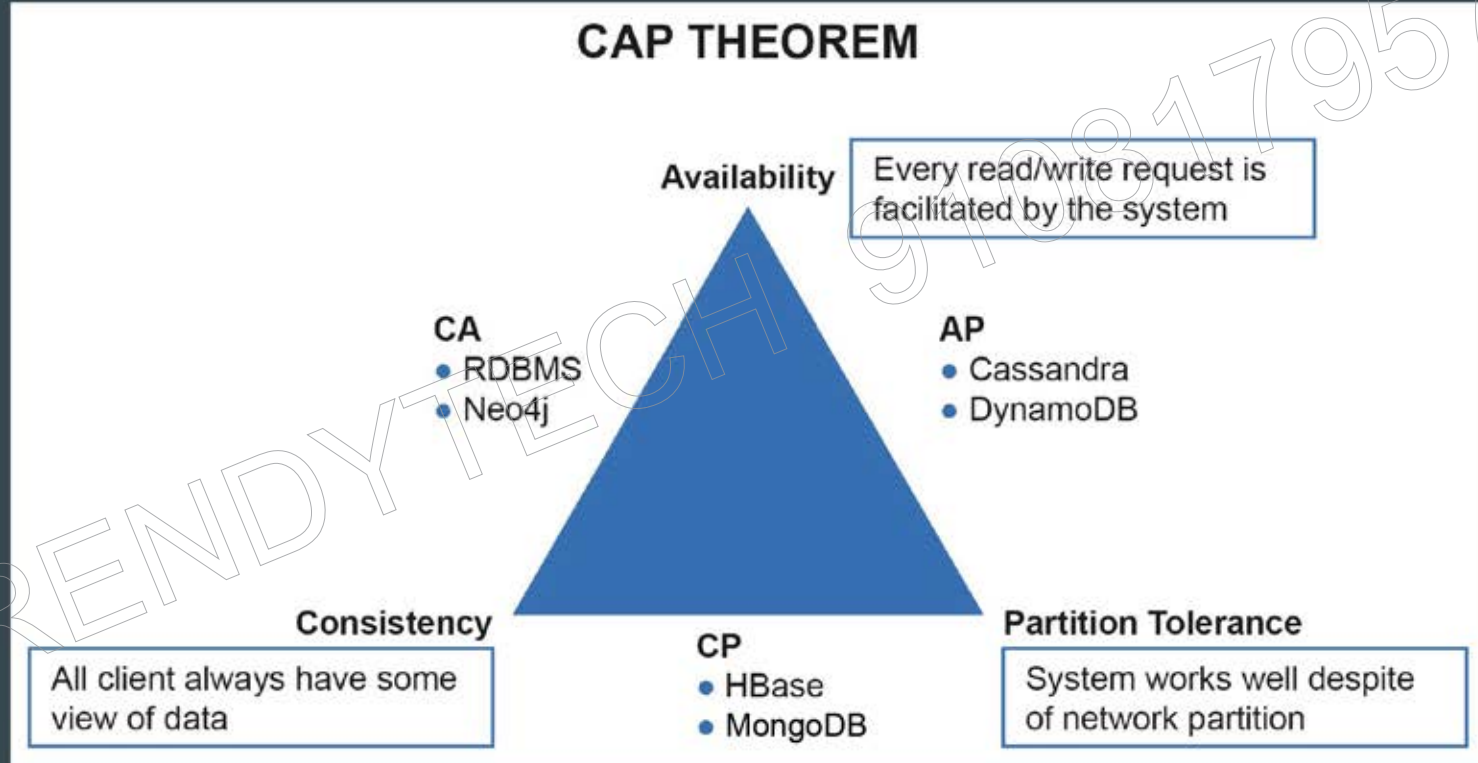 CAP THEOREM
Availability
Every read/write request is
facilitated by the system
CA
• RDBMS
• Neo4j
AP
• Cassandra
• DynamoDB
Consistency
All client always have some
view of data
CP
• HBase
• MongoDB
Partition Tolerance
System works well despite
of network partition
RENDYTECH 91081795